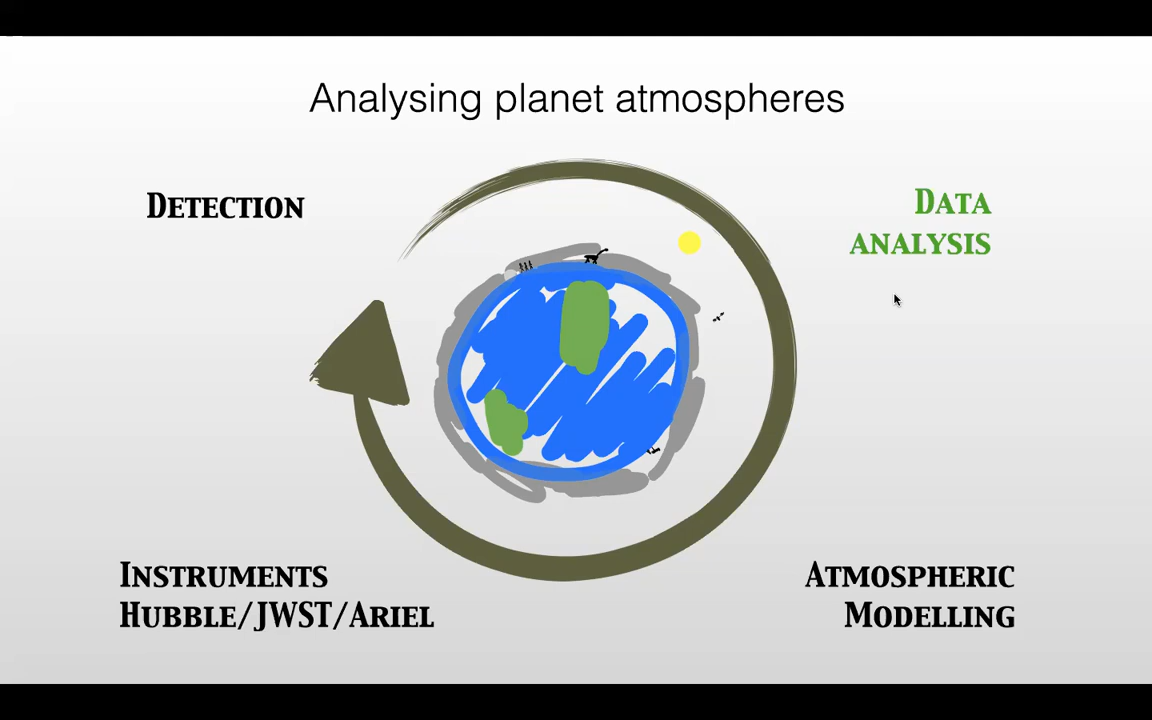 Analysing planet atmospheres
Detection
Data
analysis
Instruments
Hubble/JWST/Ariel
Atmospheric
Modelling